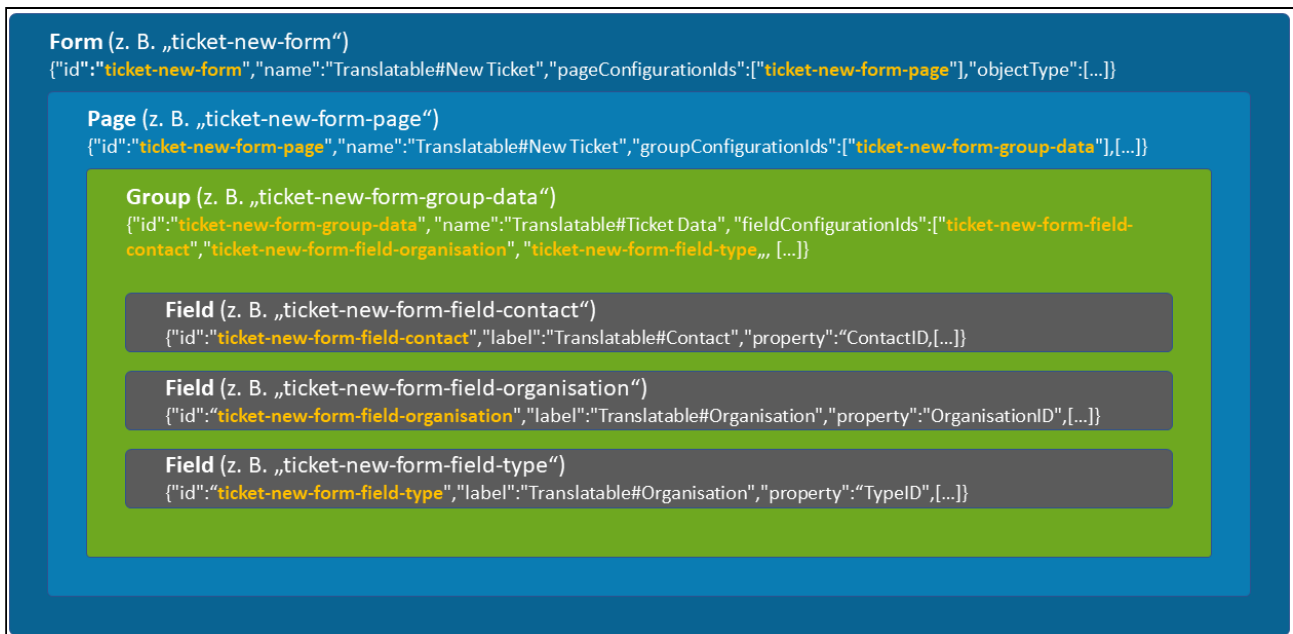 Form (z. B. „ticket-new-form“)
{"id":"ticket-new-form","name":"Translatable#New Ticket","pageConfigurationIds":["ticket-new-form-page"],"objectType":[...]}
Page (z. B. „ticket-new-form-page“)
{"id":"ticket-new-form-page","name":"Translatable#New Ticket","groupConfigurationIds":["ticket-new-form-group-data"],[...]}
Group (z. B. „ticket-new-form-group-data“)
{"id":"ticket-new-form-group-data", "name":"Translatable#Ticket Data", "fieldConfigurationIds":["ticket-new-form-field-
contact","ticket-new-form-field-organisation", "ticket-new-form-field-type„, [...]}
Field (z. B. „ticket-new-form-field-contact“)
{"id":"ticket-new-form-field-contact","label":"Translatable#Contact","property":“ContactID,[...]}
Field (z. B. „ticket-new-form-field-organisation“)
{"id":“ticket-new-form-field-organisation","label":"Translatable#Organisation","property":"OrganisationID",[...]}
Field (z. B. „ticket-new-form-field-type“)
{"id":“ticket-new-form-field-type","label":"Translatable#Organisation","property":“TypeID",[...]}